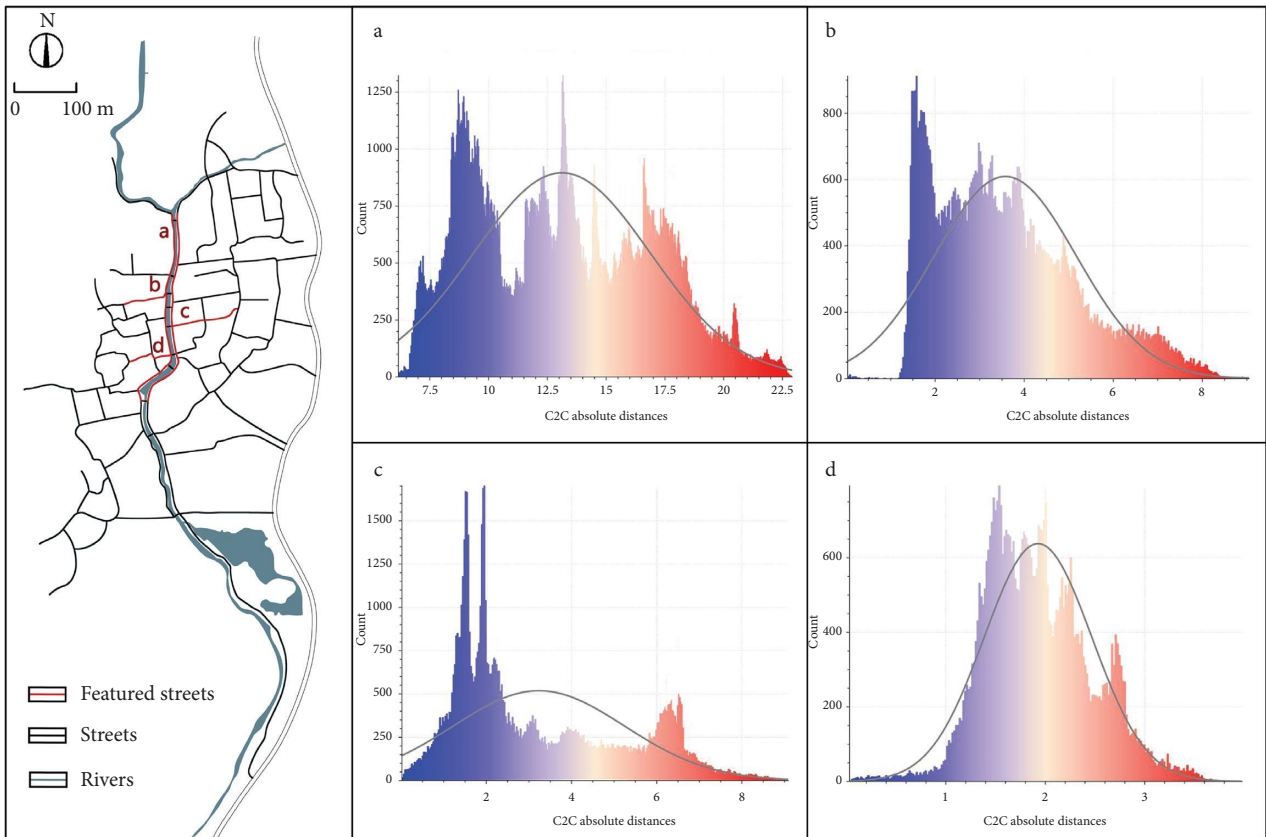 N
0 100 m
a
b
c
d
Featured streets
Streets
Rivers
a
1250
1000
750
500
250
0
Count
7.5 10 12.5 15 17.5 20 22.5
C2C absolute distances
b
800
600
400
200
0
Count
2 4 6 8
C2C absolute distances
c
1500
1250
1000
750
500
250
0
Count
2 4 6 8
C2C absolute distances
d
600
400
200
0
Count
1 2 3
C2C absolute distances